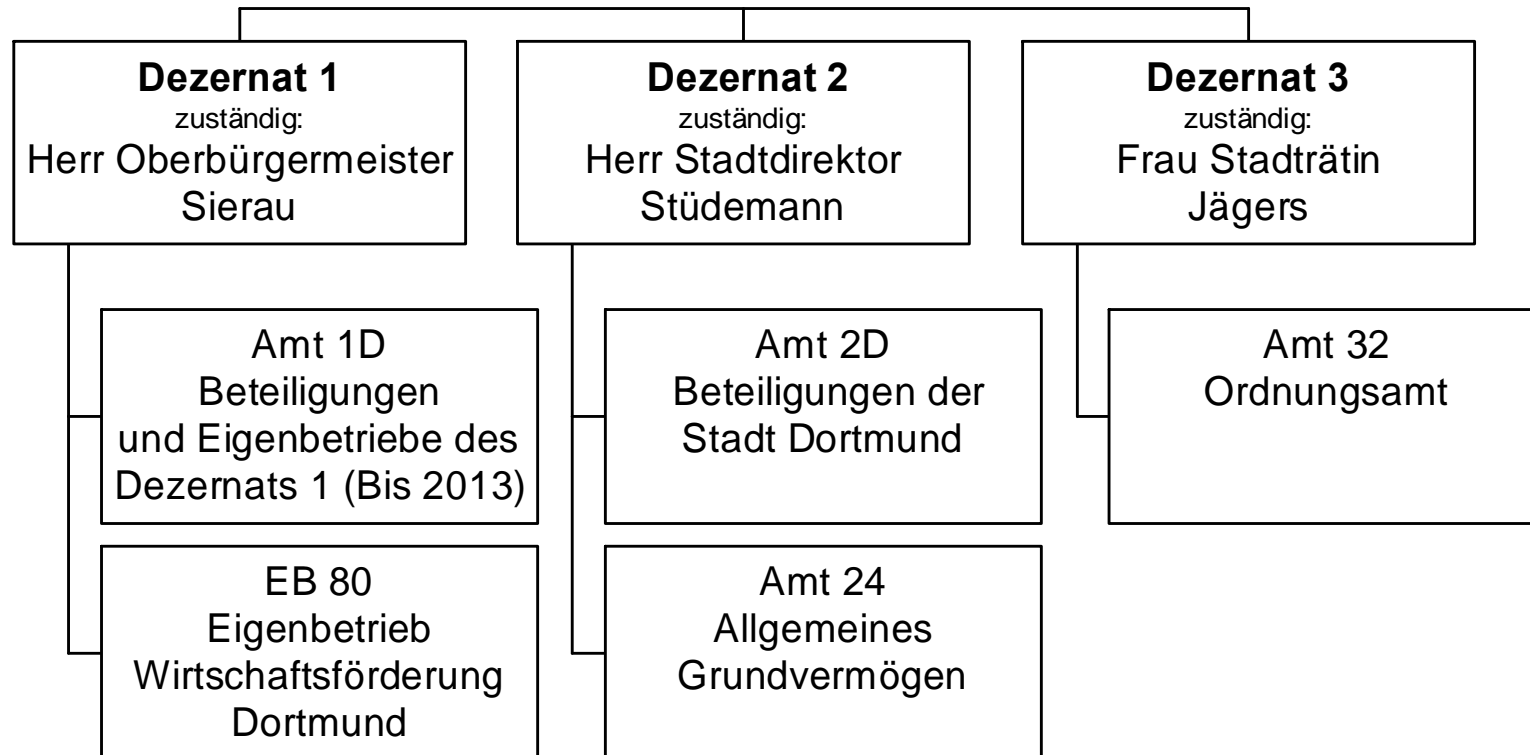 Dezernat 1
zuständig:
Herr Oberbürgermeister
Sierau
Dezernat 2
zuständig:
Herr Stadtdirektor
Stüdemann
Dezernat 3
zuständig:
Frau Stadträtin
Jägers
Amt 1D
Beteiligungen
und Eigenbetriebe des
Dezernats 1 (Bis 2013)
Amt 2D
Beteiligungen der
Stadt Dortmund
Amt 32
Ordnungsamt
EB 80
Eigenbetrieb
Wirtschaftsförderung
Dortmund
Amt 24
Allgemeines
Grundvermögen